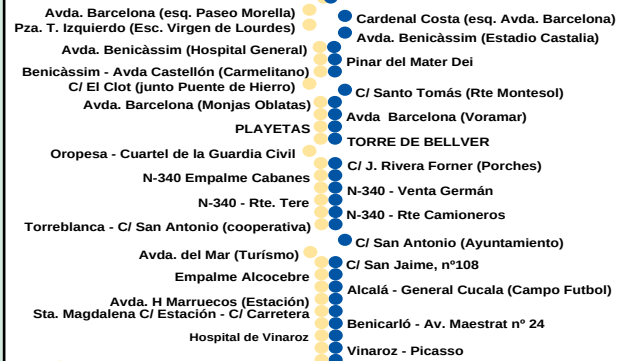 Avda. Barcelona (esq. Paseo Morella)
Cardenal Costa (esq. Avda. Barcelona)
Pza. T. Izquierdo (Esc. Virgen de Lourdes)
Avda. Benicàssim (Estadio Castalia)
Avda. Benicàssim (Hospital General)
Pinar del Mater Dei
Benicàssim - Avda Castellón (Carmelitano)
C/ El Clot (junto Puente de Hierro)
C/ Santo Tomás (Rte Montesol)
Avda. Barcelona (Monjas Oblatas)
Avda Barcelona (Voramar)
PLAYETAS
TORRE DE BELLVER
Oropesa - Cuartel de la Guardia Civil
C/ J. Rivera Forner (Porches)
N-340 Empalme Cabanes
N-340 - Venta Germán
N-340 - Rte. Tere
N-340 - Rte Camioneros
Torreblanca - C/ San Antonio (cooperativa)
C/ San Antonio (Ayuntamiento)
Avda. del Mar (Turísmo)
C/ San Jaime, nº108
Empalme Alcocebre
Alcalá - General Cucala (Campo Futbol)
Avda. H Marruecos (Estación)
Sta. Magdalena C/ Estación - C/ Carretera
Benicarló - Av. Maestrat nº 24
Hospital de Vinaroz
Vinaroz - Picasso